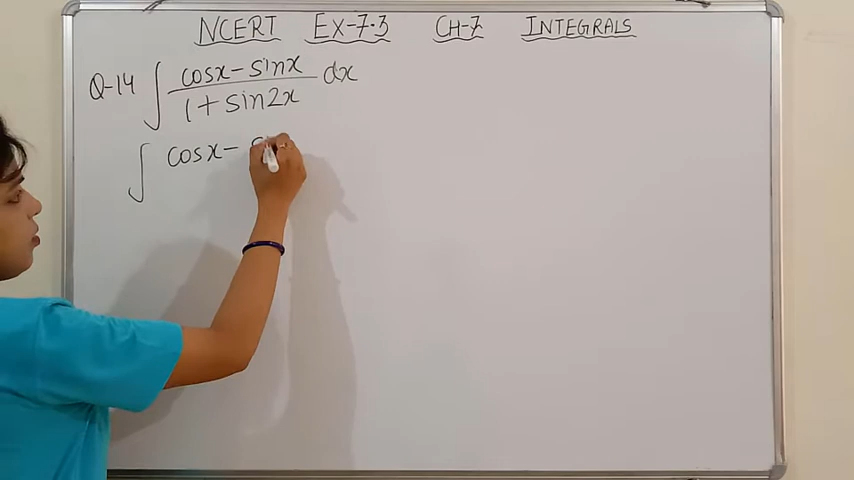 NCERT Ex-7.3 CH-7 INTEGRALS
Q-14 ∫ (cosx - sinx)/(1 + sin2x) dx
∫ cosx -